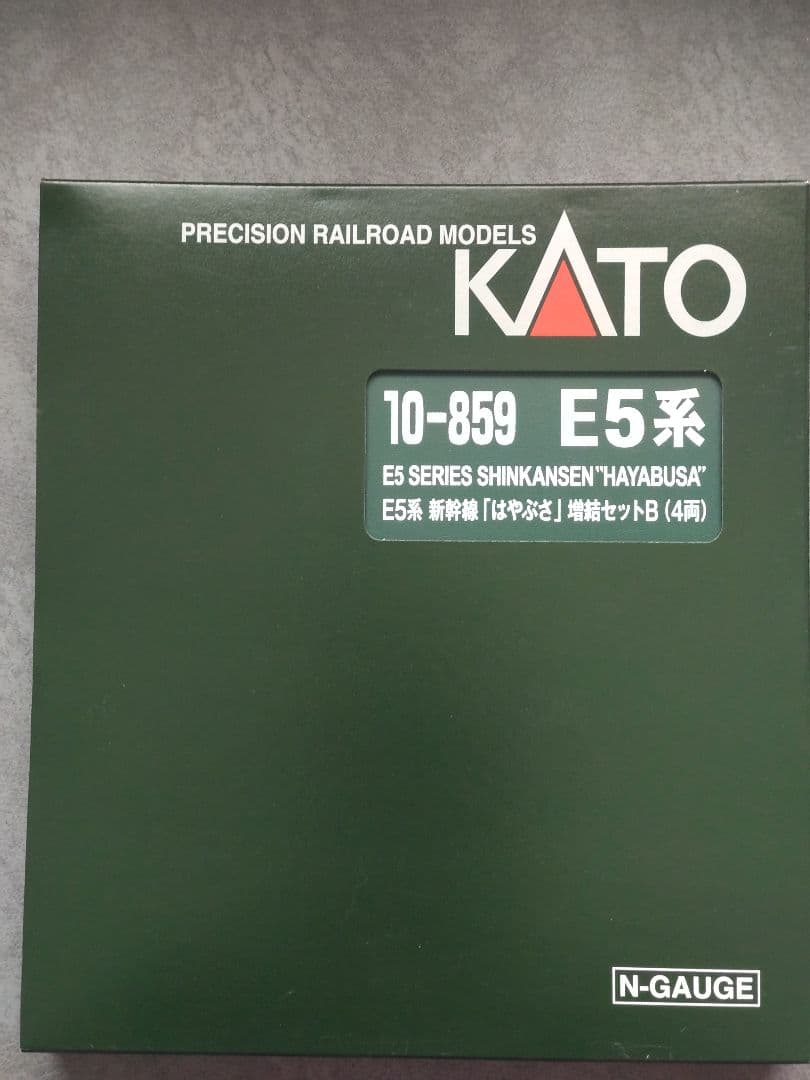 PRECISION RAILROAD MODELS
KATO
10-859 E5系
E5 SERIES SHINKANSEN "HAYABUSA"
E5系 新幹線「はやぶさ」増結セットB(4両)
N-GAUGE